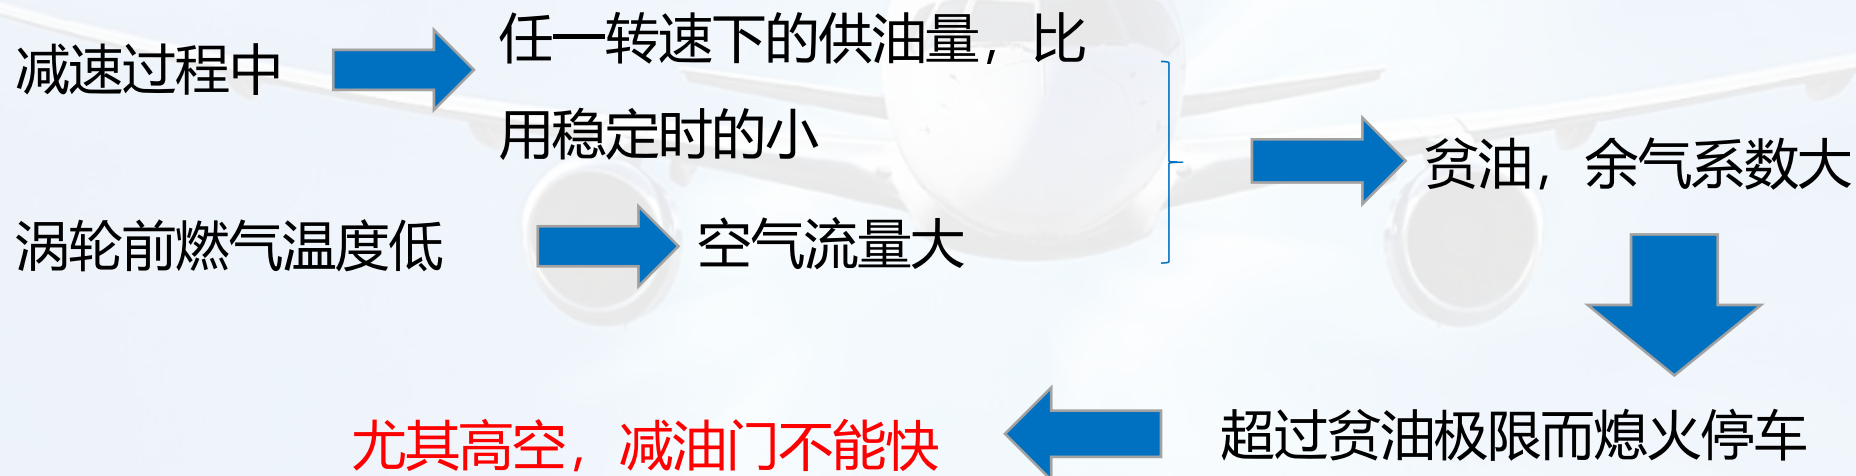 减速过程中
任一转速下的供油量，比
用稳定时的小
涡轮前燃气温度低
空气流量大
贫油，余气系数大
超过贫油极限而熄火停车
尤其高空，减油门不能快